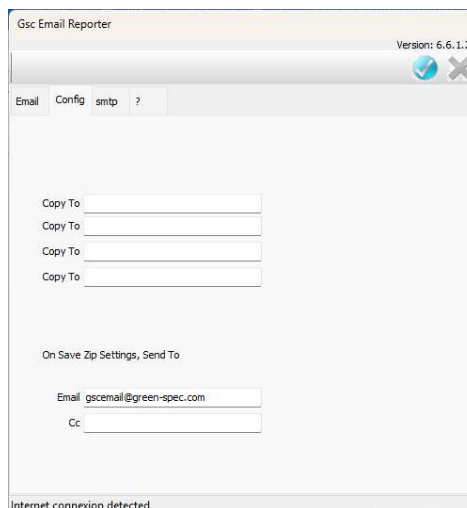 Gsc Email Reporter
Version: 6.6.1.2
Email Config smtp ?
Copy To
Copy To
Copy To
Copy To
On Save Zip Settings, Send To
Email gscemail@green-spec.com
Cc
Internet connexion detected